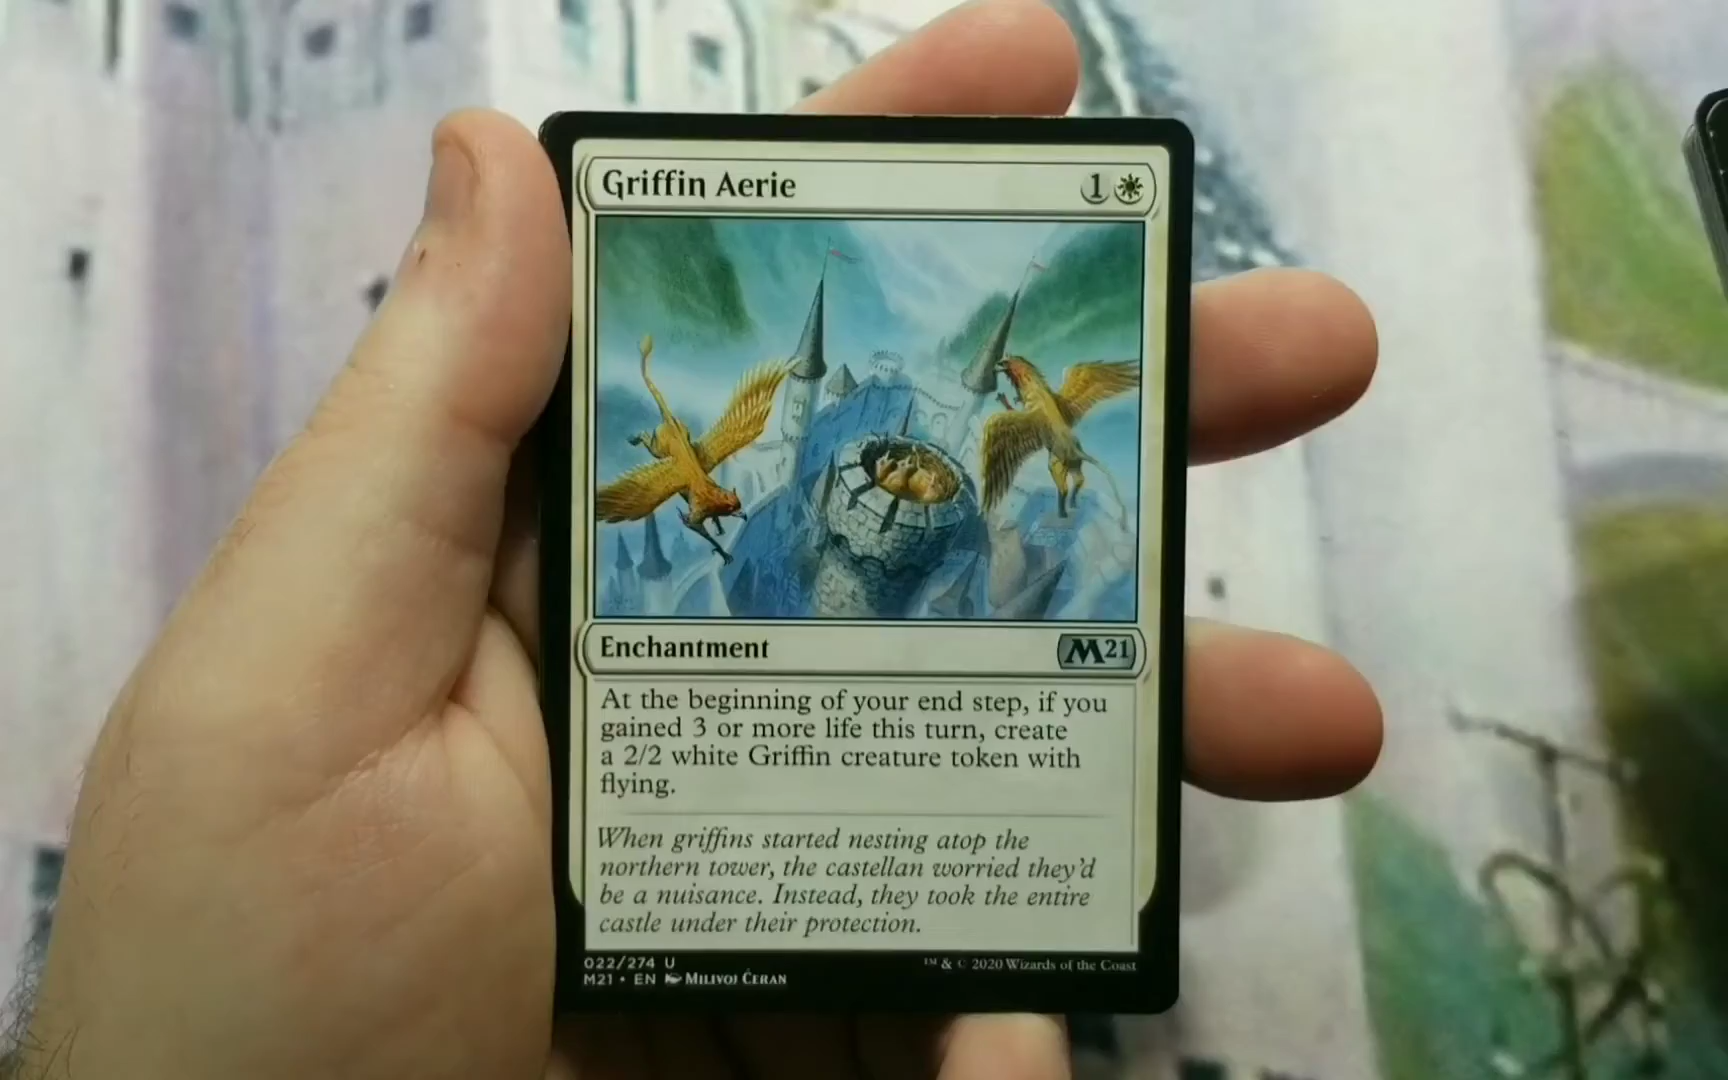 Griffin Aerie 1
Enchantment M21
At the beginning of your end step, if you
gained 3 or more life this turn, create
a 2/2 white Griffin creature token with
flying.
When griffins started nesting atop the
northern tower, the castellan worried they'd
be a nuisance. Instead, they took the entire
castle under their protection.
022/274 U
M21 • EN Milivoj Ćeran
™ & © 2020 Wizards of the Coast